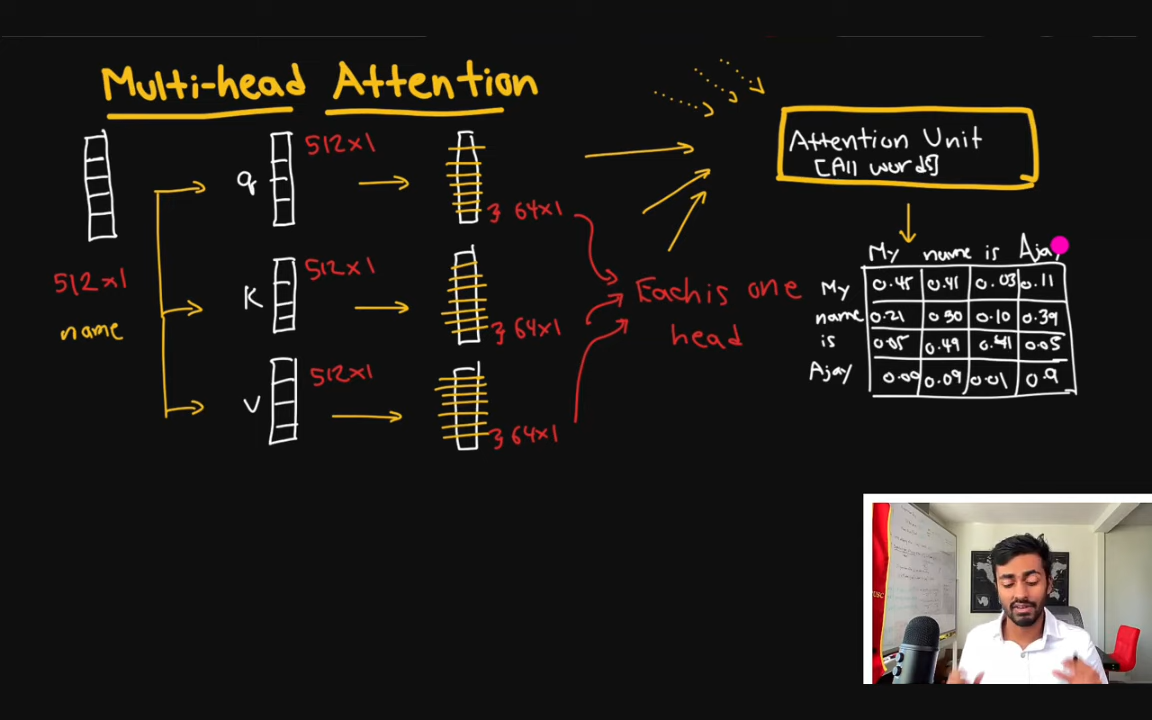 Multi-head Attention
512x1
name
q 512x1
K 512x1
V 512x1
3 64x1
3 64x1
3 64x1
Each is one
head
Attention Unit
[All words]
My name is Ajay
My 0.45 0.41 0.03 0.11
name 0.21 0.30 0.10 0.39
is 0.05 0.49 0.41 0.05
Ajay 0.09 0.01 0.9